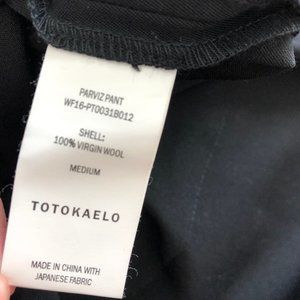 PARVIZ PANT
WF16-PT0031B012
SHELL:
100% VIRGIN WOOL
MEDIUM
TOTOKAELO
MADE IN CHINA WITH
JAPANESE FABRIC